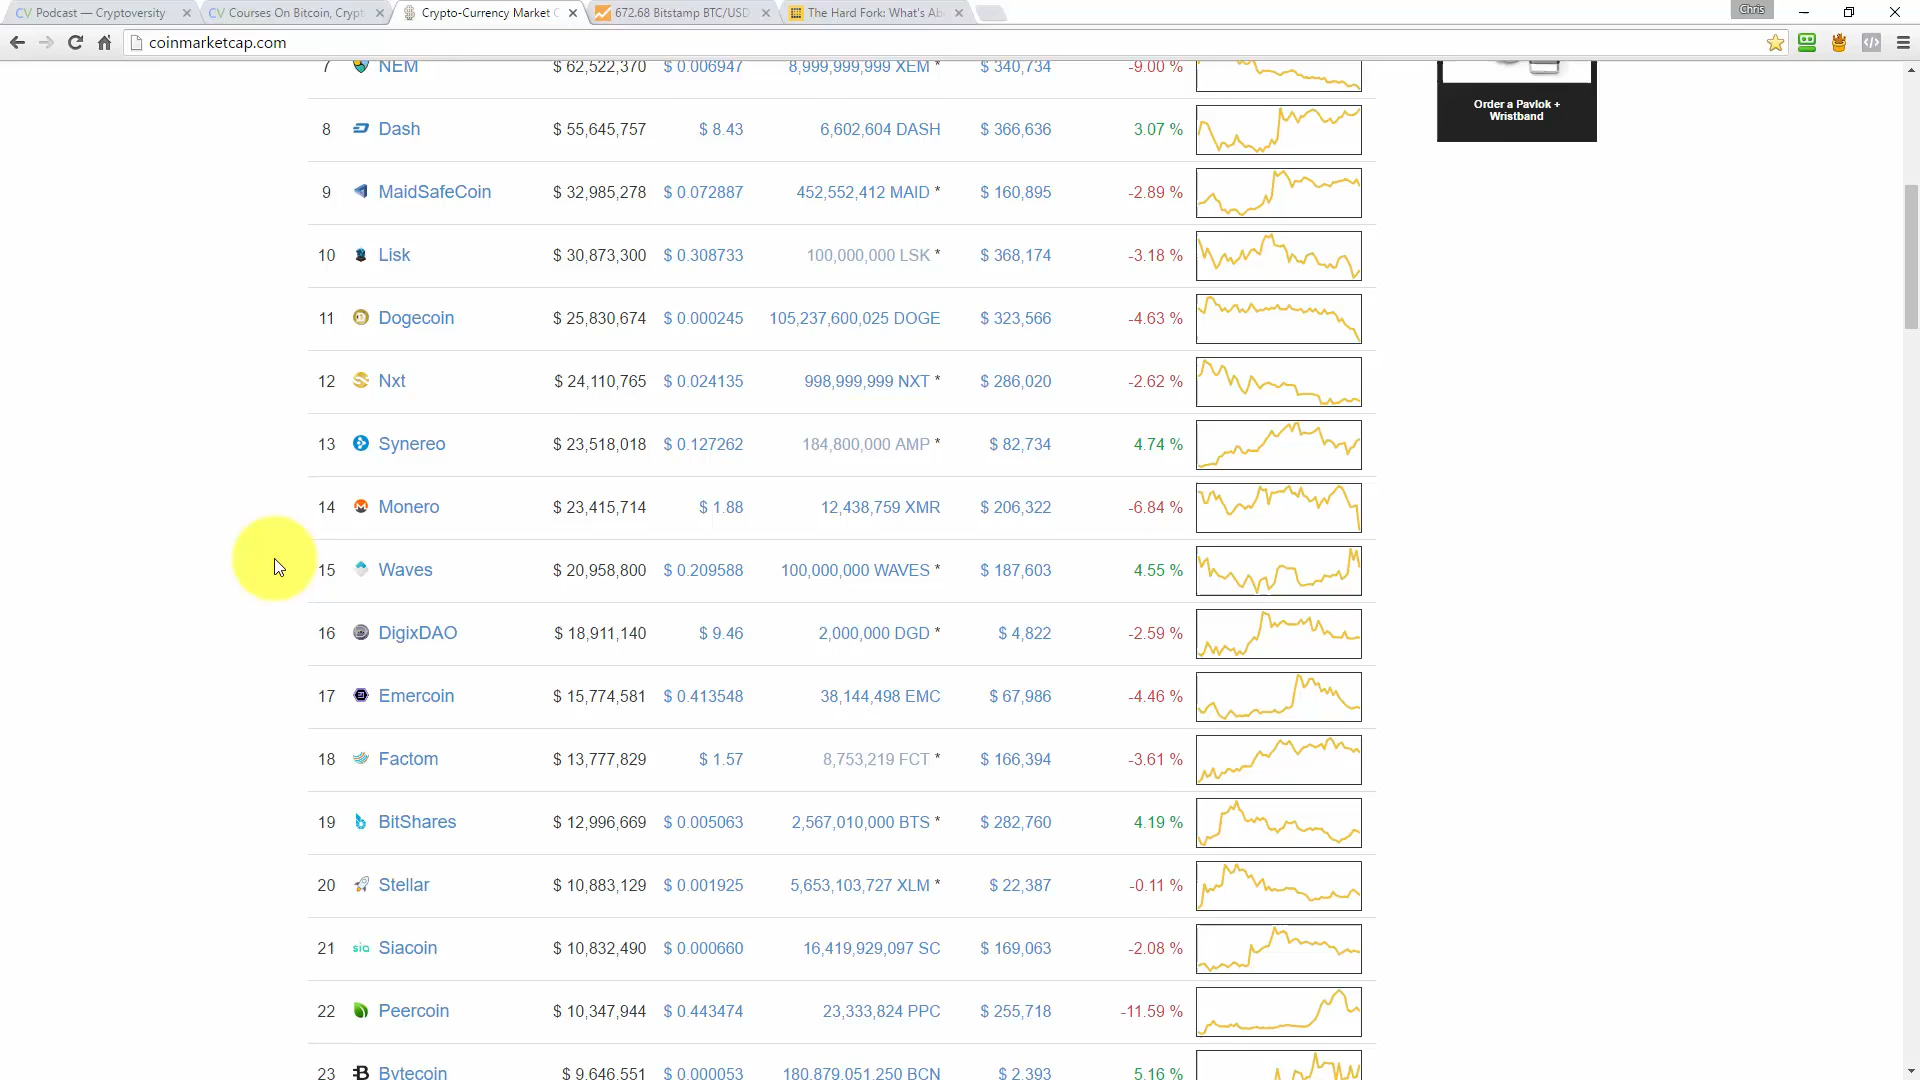 CV Podcast — Cryptoversity
CV Courses On Bitcoin, Crypt
Crypto-Currency Market C
672.68 Bitstamp BTC/USD
The Hard Fork: What's Ab
Chris
coinmarketcap.com
7 NEM $ 62,522,370 $ 0.006947 8,999,999,999 XEM * $ 340,734 -9.00 %
Order a Pavlok +
Wristband
8 Dash $ 55,645,757 $ 8.43 6,602,604 DASH $ 366,636 3.07 %
9 MaidSafeCoin $ 32,985,278 $ 0.072887 452,552,412 MAID * $ 160,895 -2.89 %
10 Lisk $ 30,873,300 $ 0.308733 100,000,000 LSK * $ 368,174 -3.18 %
11 Dogecoin $ 25,830,674 $ 0.000245 105,237,600,025 DOGE $ 323,566 -4.63 %
12 Nxt $ 24,110,765 $ 0.024135 998,999,999 NXT * $ 286,020 -2.62 %
13 Synereo $ 23,518,018 $ 0.127262 184,800,000 AMP * $ 82,734 4.74 %
14 Monero $ 23,415,714 $ 1.88 12,438,759 XMR $ 206,322 -6.84 %
15 Waves $ 20,958,800 $ 0.209588 100,000,000 WAVES * $ 187,603 4.55 %
16 DigixDAO $ 18,911,140 $ 9.46 2,000,000 DGD * $ 4,822 -2.59 %
17 Emercoin $ 15,774,581 $ 0.413548 38,144,498 EMC $ 67,986 -4.46 %
18 Factom $ 13,777,829 $ 1.57 8,753,219 FCT * $ 166,394 -3.61 %
19 BitShares $ 12,996,669 $ 0.005063 2,567,010,000 BTS * $ 282,760 4.19 %
20 Stellar $ 10,883,129 $ 0.001925 5,653,103,727 XLM * $ 22,387 -0.11 %
21 sia Siacoin $ 10,832,490 $ 0.000660 16,419,929,097 SC $ 169,063 -2.08 %
22 Peercoin $ 10,347,944 $ 0.443474 23,333,824 PPC $ 255,718 -11.59 %
23 Bytecoin $ 9,646,551 $ 0.000053 180,879,051,250 BCN $ 2,393 5.16 %